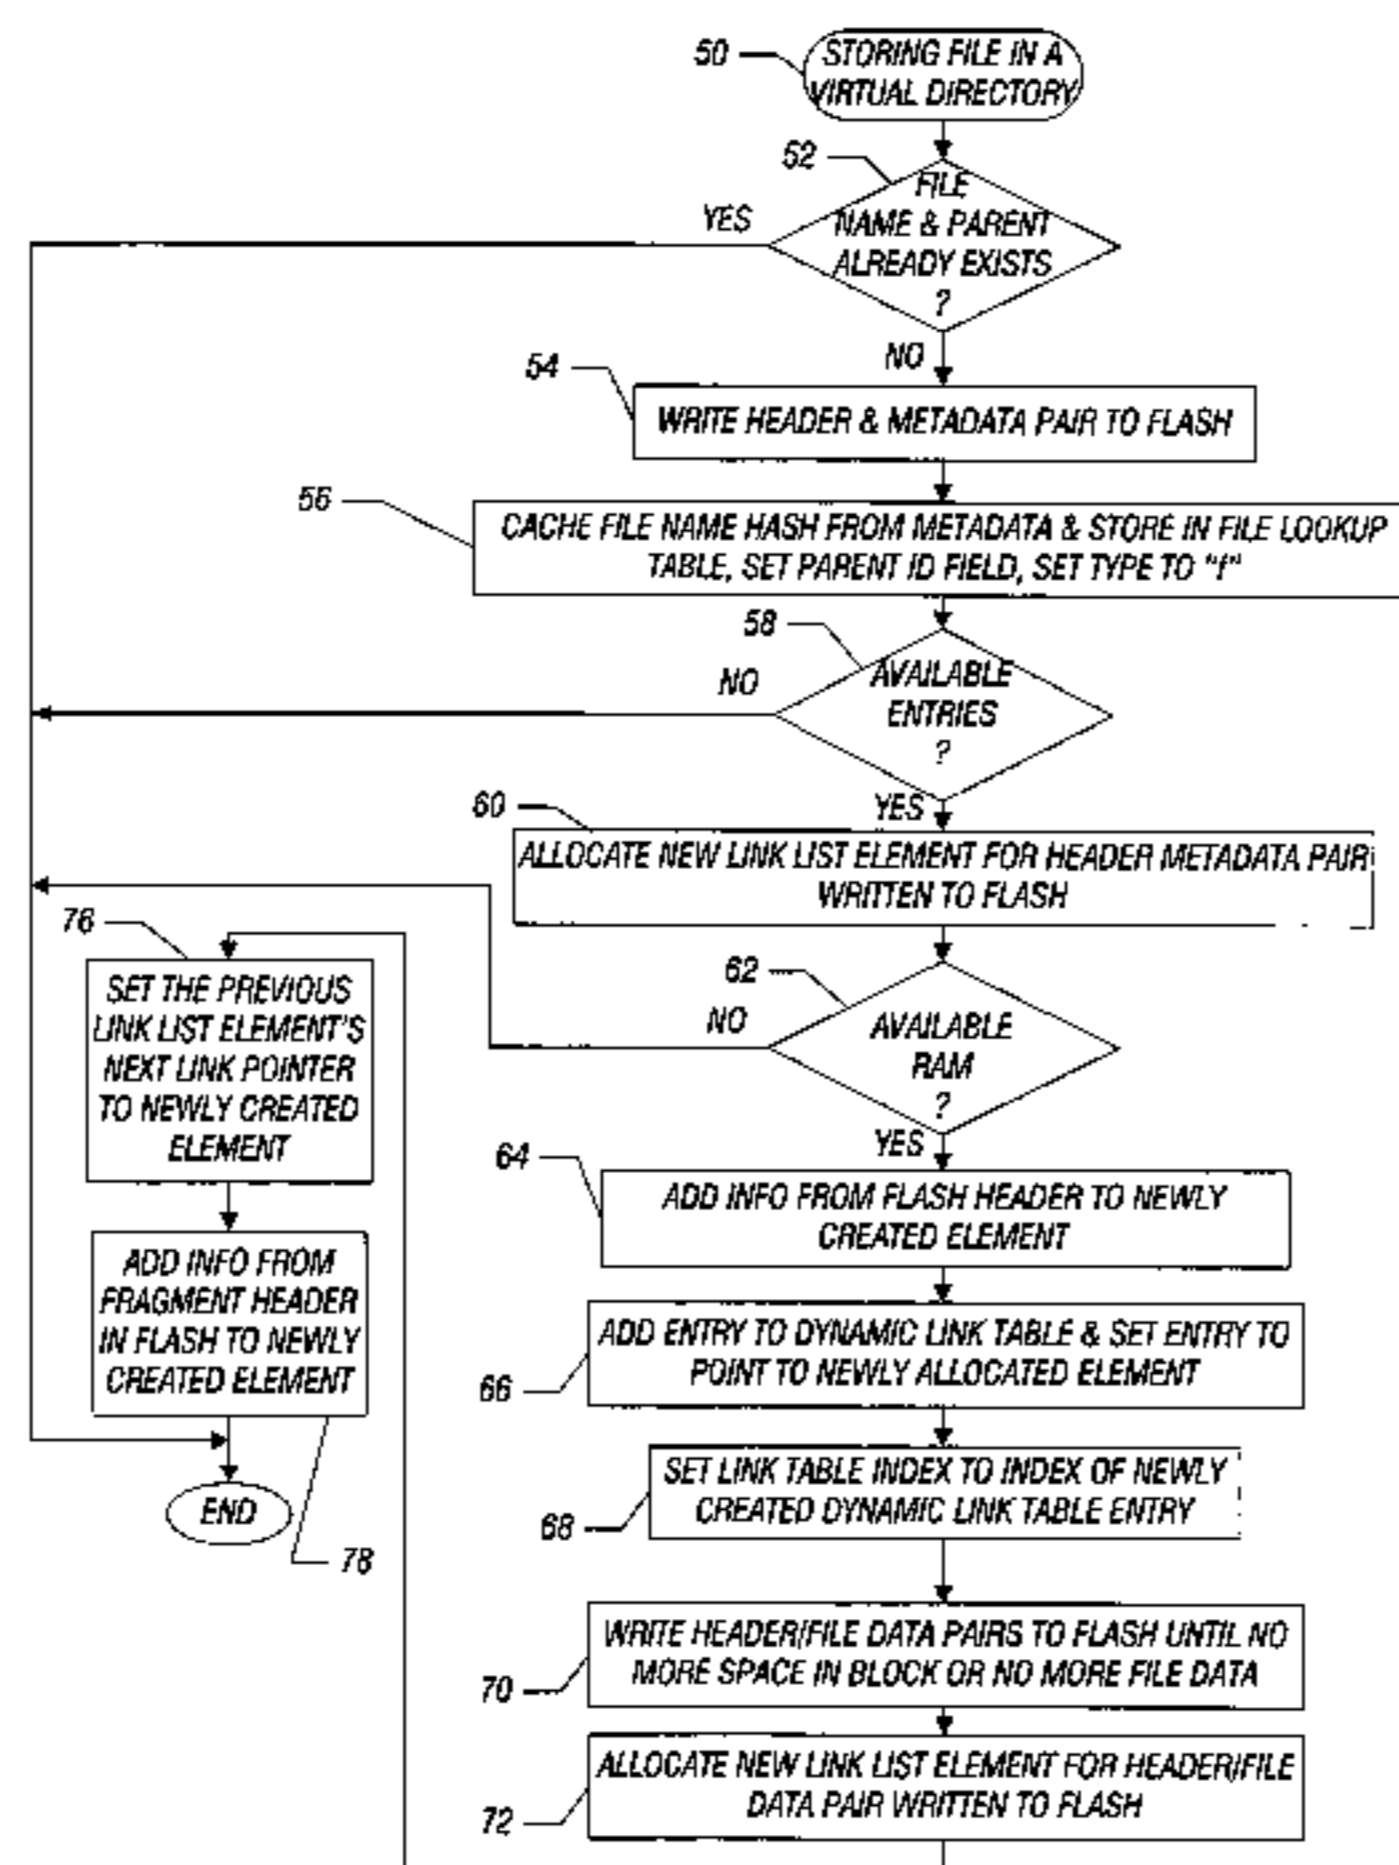 50
STORING FILE IN A
VIRTUAL DIRECTORY
52
FILE
NAME & PARENT
ALREADY EXISTS
?
YES
NO
54
WRITE HEADER & METADATA PAIR TO FLASH
56
CACHE FILE NAME HASH FROM METADATA & STORE IN FILE LOOKUP
TABLE, SET PARENT ID FIELD, SET TYPE TO "f"
58
AVAILABLE
ENTRIES
?
NO
YES
60
ALLOCATE NEW LINK LIST ELEMENT FOR HEADER METADATA PAIR
WRITTEN TO FLASH
62
AVAILABLE
RAM
?
NO
YES
64
ADD INFO FROM FLASH HEADER TO NEWLY
CREATED ELEMENT
66
ADD ENTRY TO DYNAMIC LINK TABLE & SET ENTRY TO
POINT TO NEWLY ALLOCATED ELEMENT
68
SET LINK TABLE INDEX TO INDEX OF NEWLY
CREATED DYNAMIC LINK TABLE ENTRY
70
WRITE HEADER/FILE DATA PAIRS TO FLASH UNTIL NO
MORE SPACE IN BLOCK OR NO MORE FILE DATA
72
ALLOCATE NEW LINK LIST ELEMENT FOR HEADER/FILE
DATA PAIR WRITTEN TO FLASH
76
SET THE PREVIOUS
LINK LIST ELEMENT'S
NEXT LINK POINTER
TO NEWLY CREATED
ELEMENT
ADD INFO FROM
FRAGMENT HEADER
IN FLASH TO NEWLY
CREATED ELEMENT
78
END